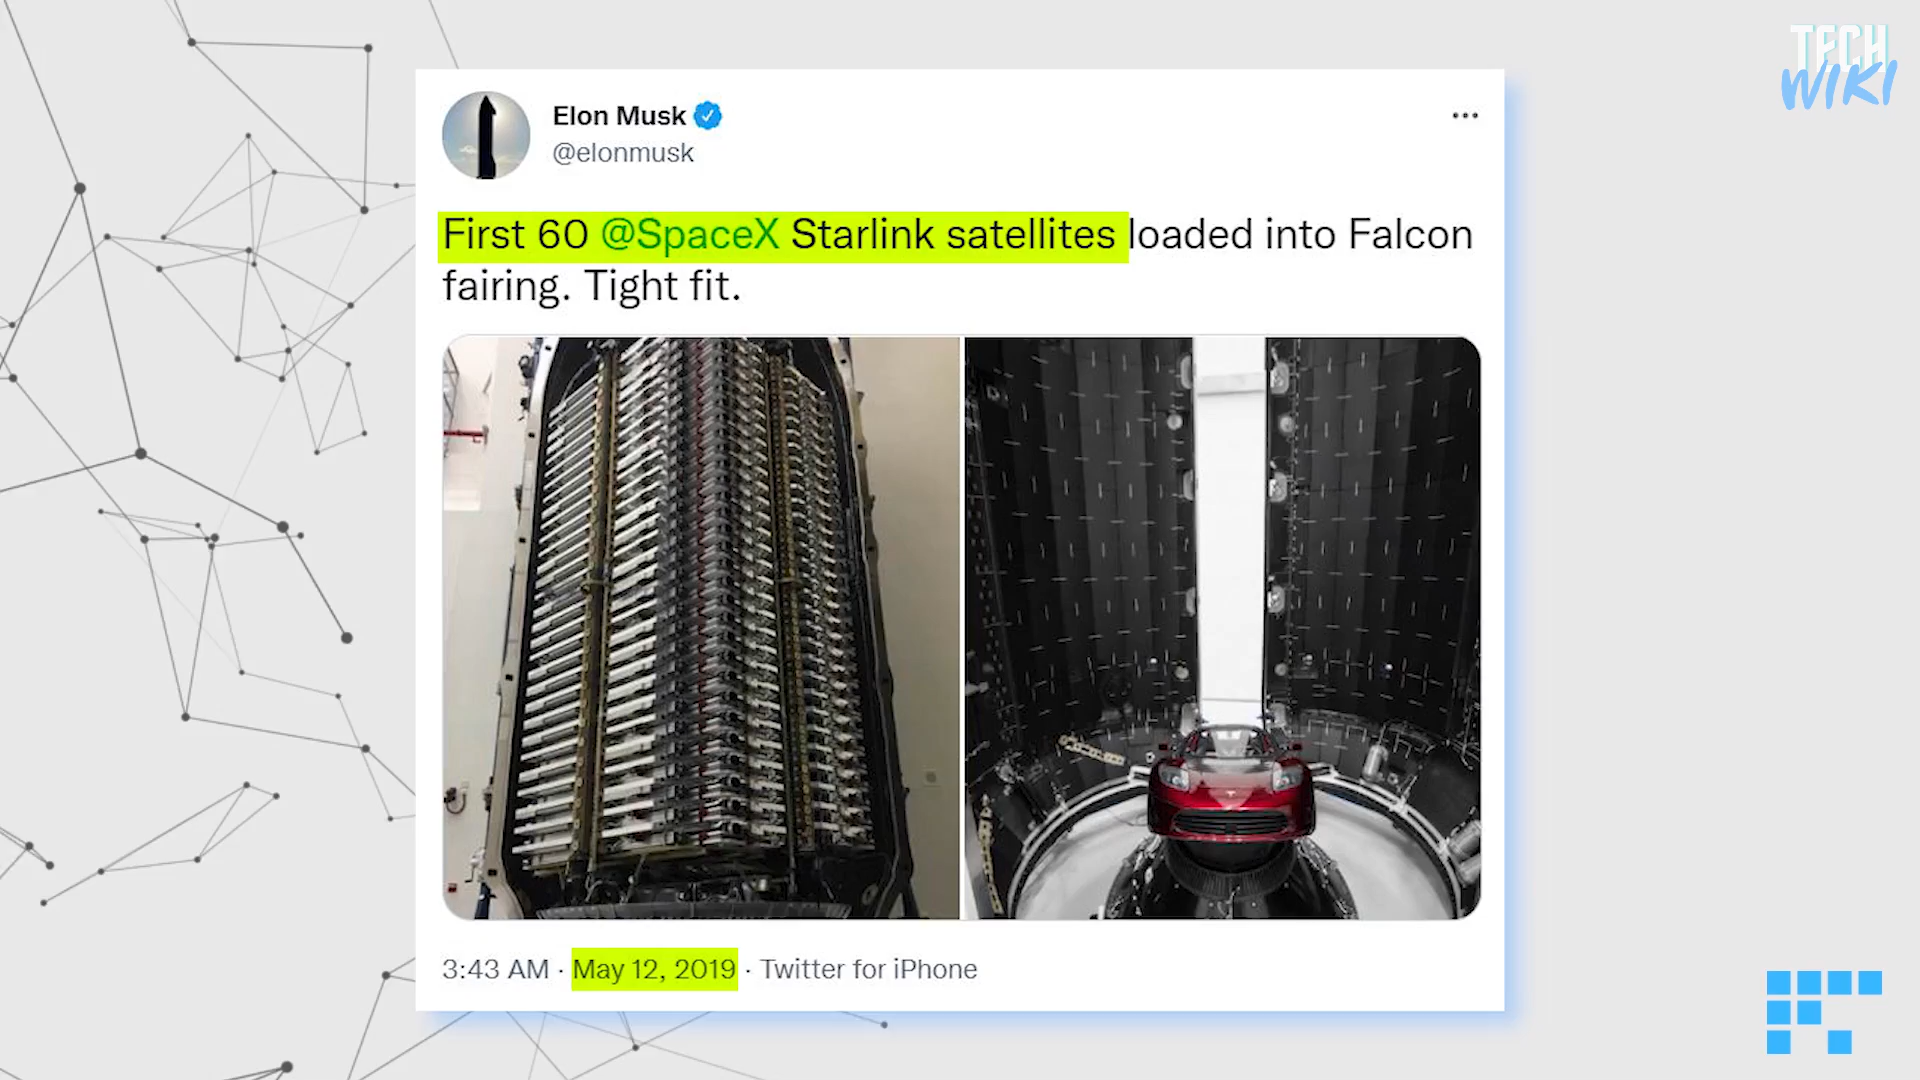 TECH
WIKI
Elon Musk
@elonmusk
First 60 @SpaceX Starlink satellites loaded into Falcon
fairing. Tight fit.
3:43 AM · May 12, 2019 · Twitter for iPhone